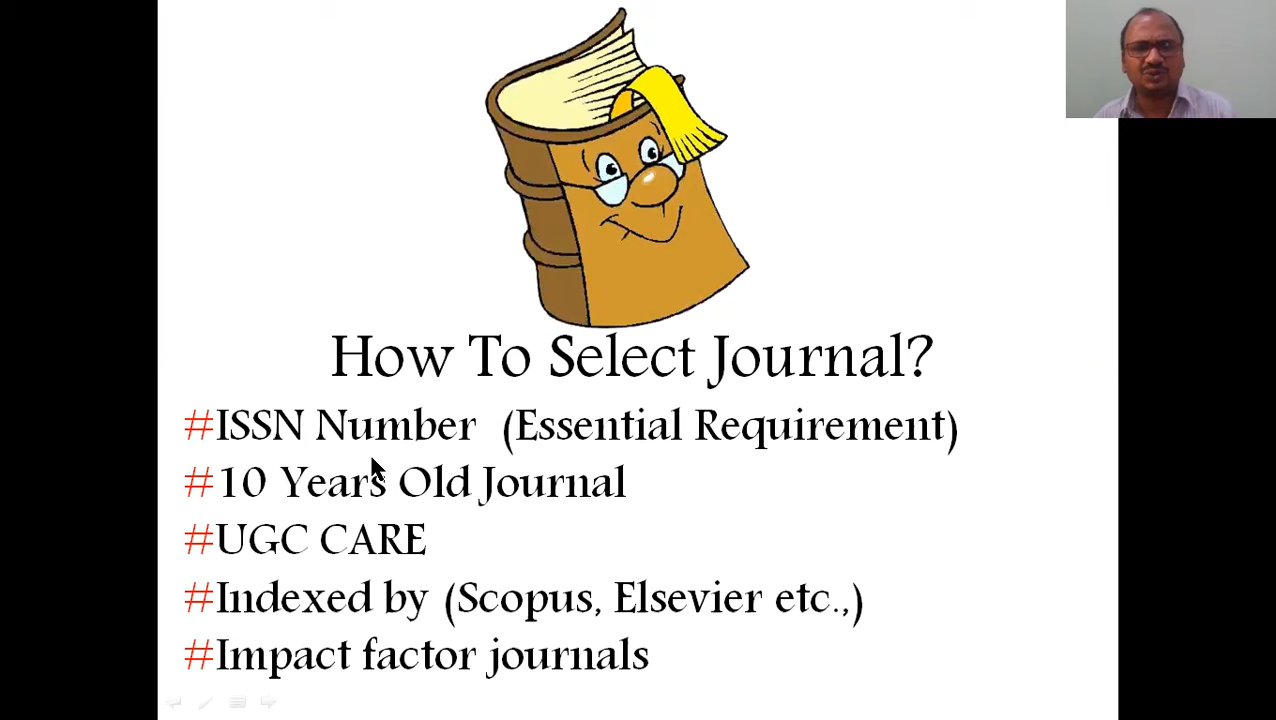 How To Select Journal?
#ISSN Number (Essential Requirement)
#10 Years Old Journal
#UGC CARE
#Indexed by (Scopus, Elsevier etc.,)
#Impact factor journals